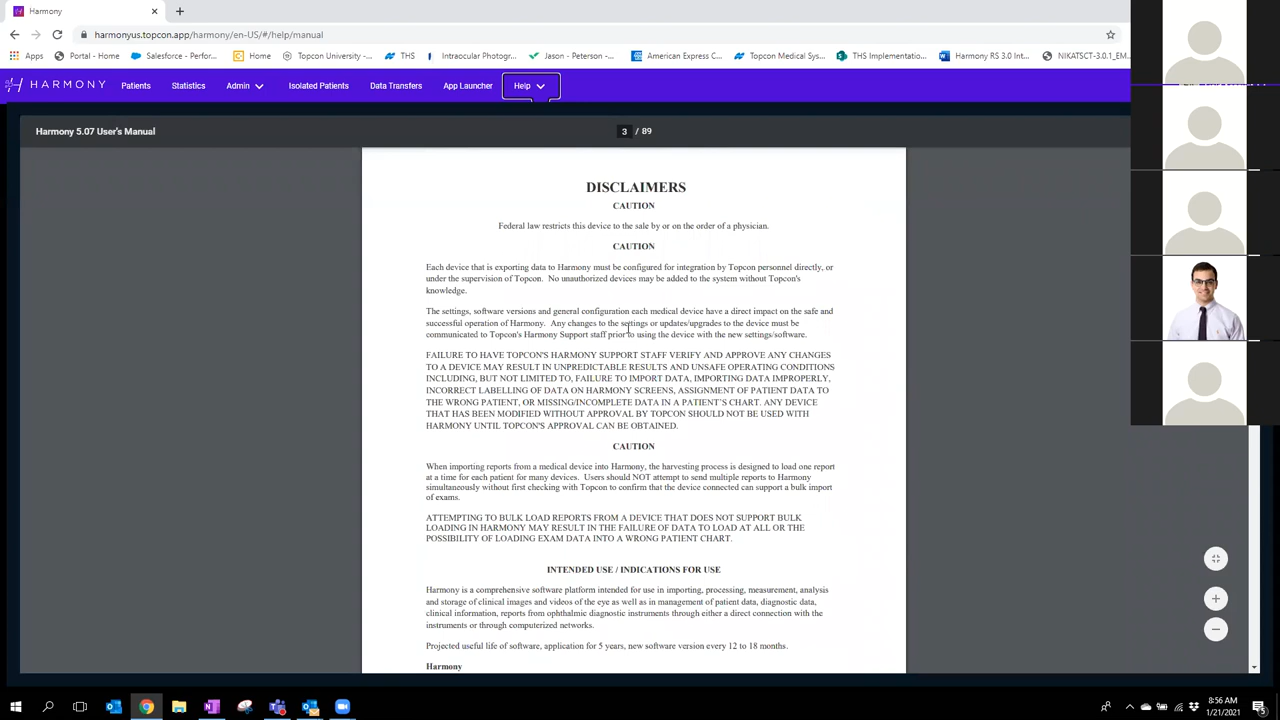 Harmony
harmonyus.topcon.app/harmony/en-US/#/help/manual
Apps Portal - Home Salesforce - Perfor... Home Topcon University -... THS Intraocular Photogr... Jason - Peterson -... American Express C... Topcon Medical Sys... THS Implementatio... Harmony RS 3.0 Int... NIKATSCT-3.0.1_EM...
HARMONY Patients Statistics Admin Isolated Patients Data Transfers App Launcher Help
Harmony 5.07 User's Manual 3 / 89
DISCLAIMERS
CAUTION
Federal law restricts this device to the sale by or on the order of a physician.
CAUTION
Each device that is exporting data to Harmony must be configured for integration by Topcon personnel directly, or
under the supervision of Topcon. No unauthorized devices may be added to the system without Topcon's
knowledge.
The settings, software versions and general configuration each medical device have a direct impact on the safe and
successful operation of Harmony. Any changes to the settings or updates/upgrades to the device must be
communicated to Topcon's Harmony Support staff prior to using the device with the new settings/software.
FAILURE TO HAVE TOPCON'S HARMONY SUPPORT STAFF VERIFY AND APPROVE ANY CHANGES
TO A DEVICE MAY RESULT IN UNPREDICTABLE RESULTS AND UNSAFE OPERATING CONDITIONS
INCLUDING, BUT NOT LIMITED TO, FAILURE TO IMPORT DATA, IMPORTING DATA IMPROPERLY,
INCORRECT LABELLING OF DATA ON HARMONY SCREENS, ASSIGNMENT OF PATIENT DATA TO
THE WRONG PATIENT, OR MISSING/INCOMPLETE DATA IN A PATIENT'S CHART. ANY DEVICE
THAT HAS BEEN MODIFIED WITHOUT APPROVAL BY TOPCON SHOULD NOT BE USED WITH
HARMONY UNTIL TOPCON'S APPROVAL CAN BE OBTAINED.
CAUTION
When importing reports from a medical device into Harmony, the harvesting process is designed to load one report
at a time for each patient for many devices. Users should NOT attempt to send multiple reports to Harmony
simultaneously without first checking with Topcon to confirm that the device connected can support a bulk import
of exams.
ATTEMPTING TO BULK LOAD REPORTS FROM A DEVICE THAT DOES NOT SUPPORT BULK
LOADING IN HARMONY MAY RESULT IN THE FAILURE OF DATA TO LOAD AT ALL OR THE
POSSIBILITY OF LOADING EXAM DATA INTO A WRONG PATIENT CHART.
INTENDED USE / INDICATIONS FOR USE
Harmony is a comprehensive software platform intended for use in importing, processing, measurement, analysis
and storage of clinical images and videos of the eye as well as in management of patient data, diagnostic data,
clinical information, reports from ophthalmic diagnostic instruments through either a direct connection with the
instruments or through computerized networks.
Projected useful life of software, application for 5 years, new software version every 12 to 18 months.
Harmony
8:56 AM
1/21/2021